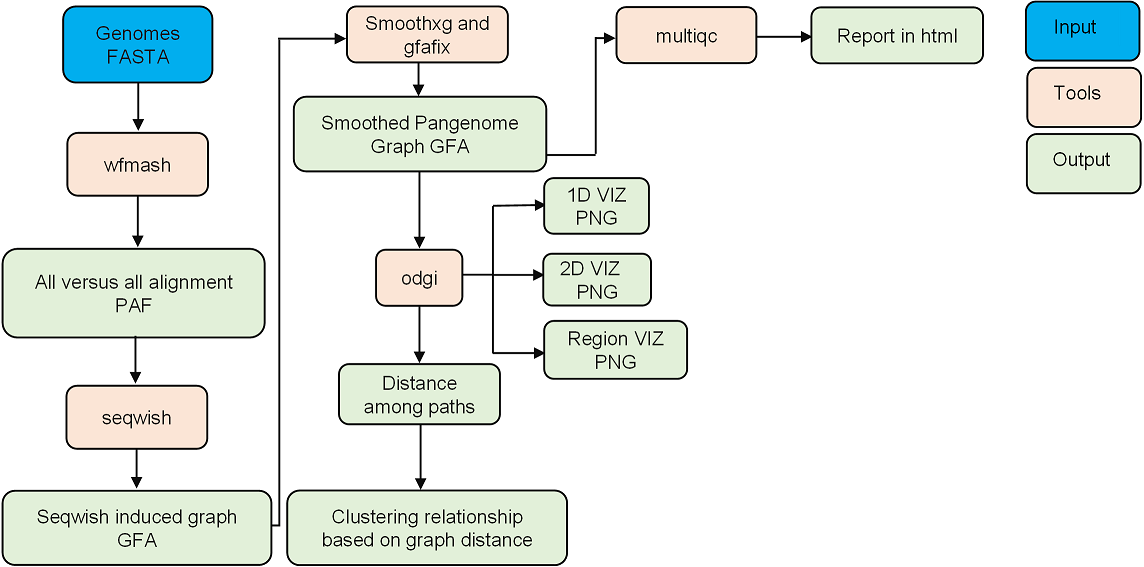 Genomes
FASTA
wfmash
All versus all alignment
PAF
seqwish
Seqwish induced graph
GFA
Smoothxg and
gfafix
Smoothed Pangenome
Graph GFA
odgi
Distance
among paths
Clustering relationship
based on graph distance
1D VIZ
PNG
2D VIZ
PNG
Region VIZ
PNG
multiqc
Report in html
Input
Tools
Output